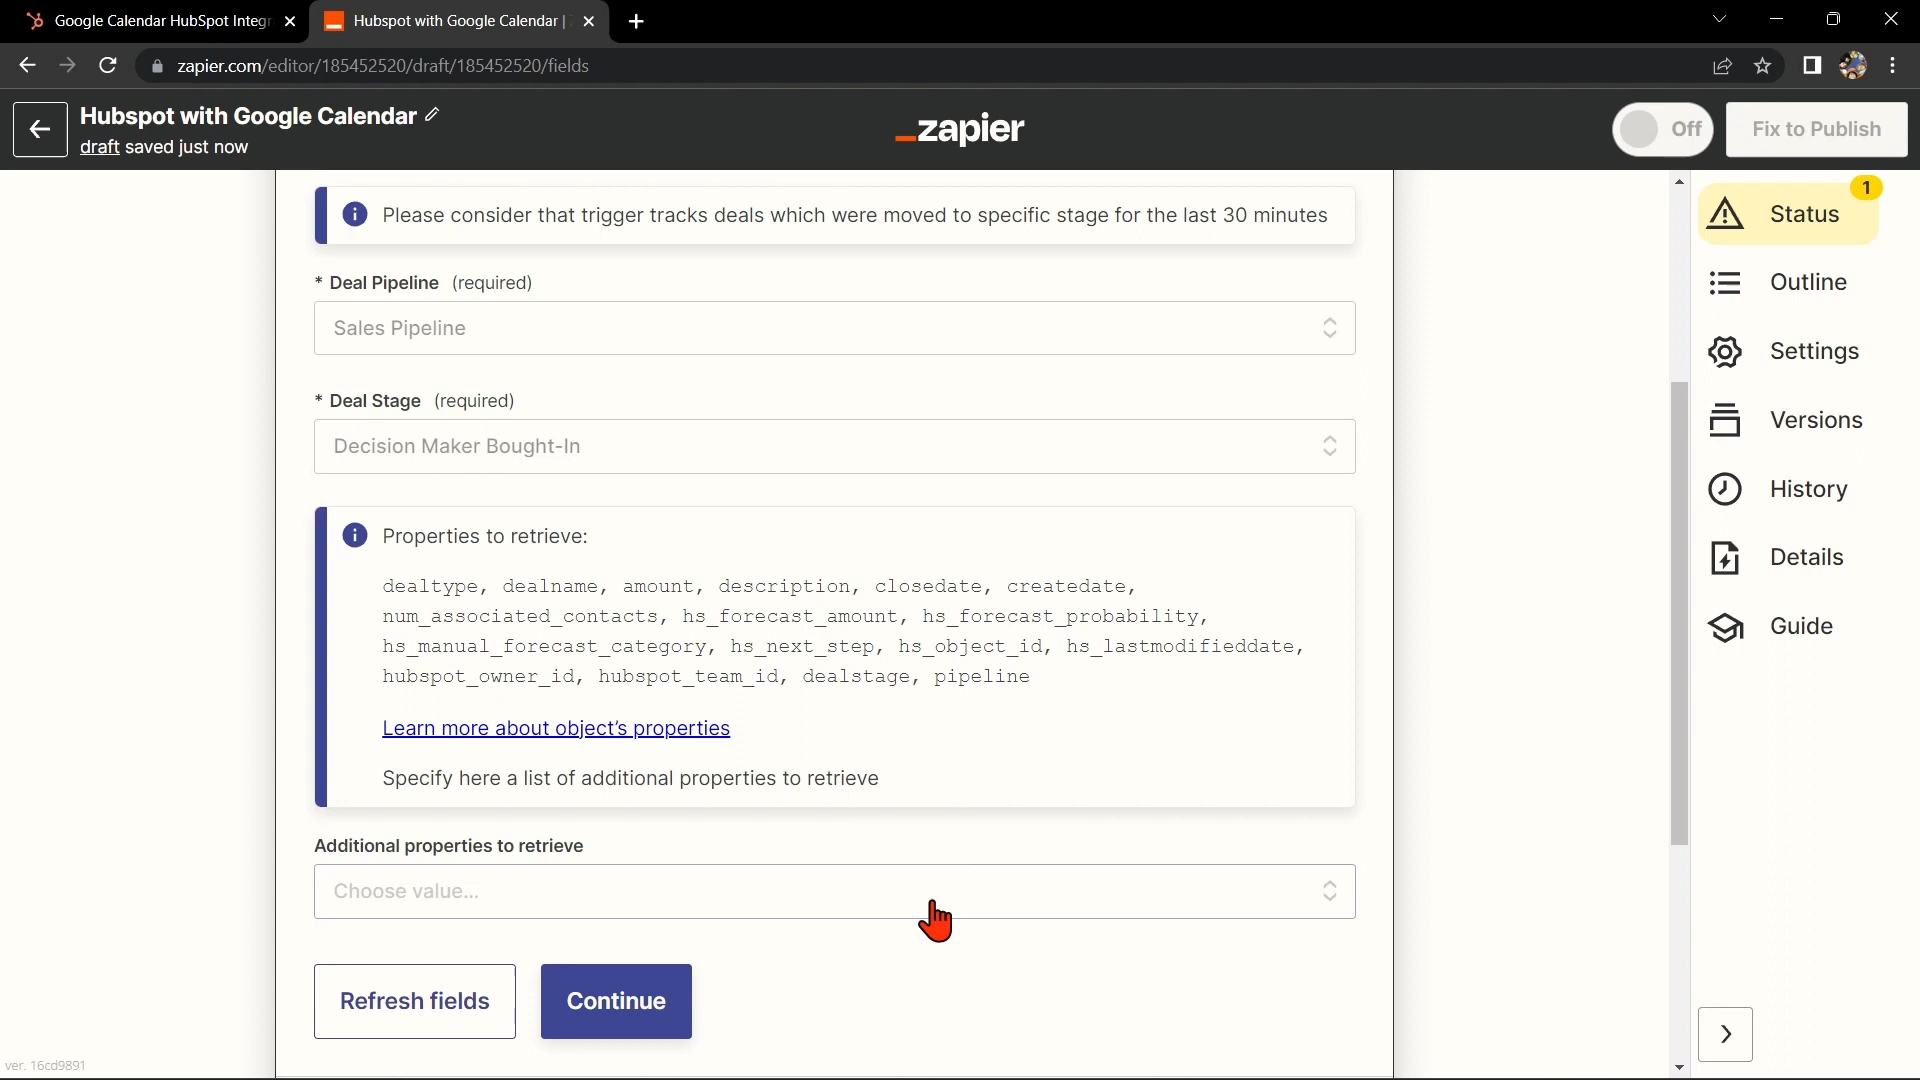 Google Calendar HubSpot Integr
Hubspot with Google Calendar |
zapier.com/editor/185452520/draft/185452520/fields
Hubspot with Google Calendar
draft saved just now
_zapier
Off
Fix to Publish
Please consider that trigger tracks deals which were moved to specific stage for the last 30 minutes
* Deal Pipeline (required)
Sales Pipeline
* Deal Stage (required)
Decision Maker Bought-In
Properties to retrieve:
dealtype, dealname, amount, description, closedate, createdate,
num_associated_contacts, hs_forecast_amount, hs_forecast_probability,
hs_manual_forecast_category, hs_next_step, hs_object_id, hs_lastmodifieddate,
hubspot_owner_id, hubspot_team_id, dealstage, pipeline
Learn more about object's properties
Specify here a list of additional properties to retrieve
Additional properties to retrieve
Choose value...
Refresh fields
Continue
1
Status
Outline
Settings
Versions
History
Details
Guide
ver. 16cd9891